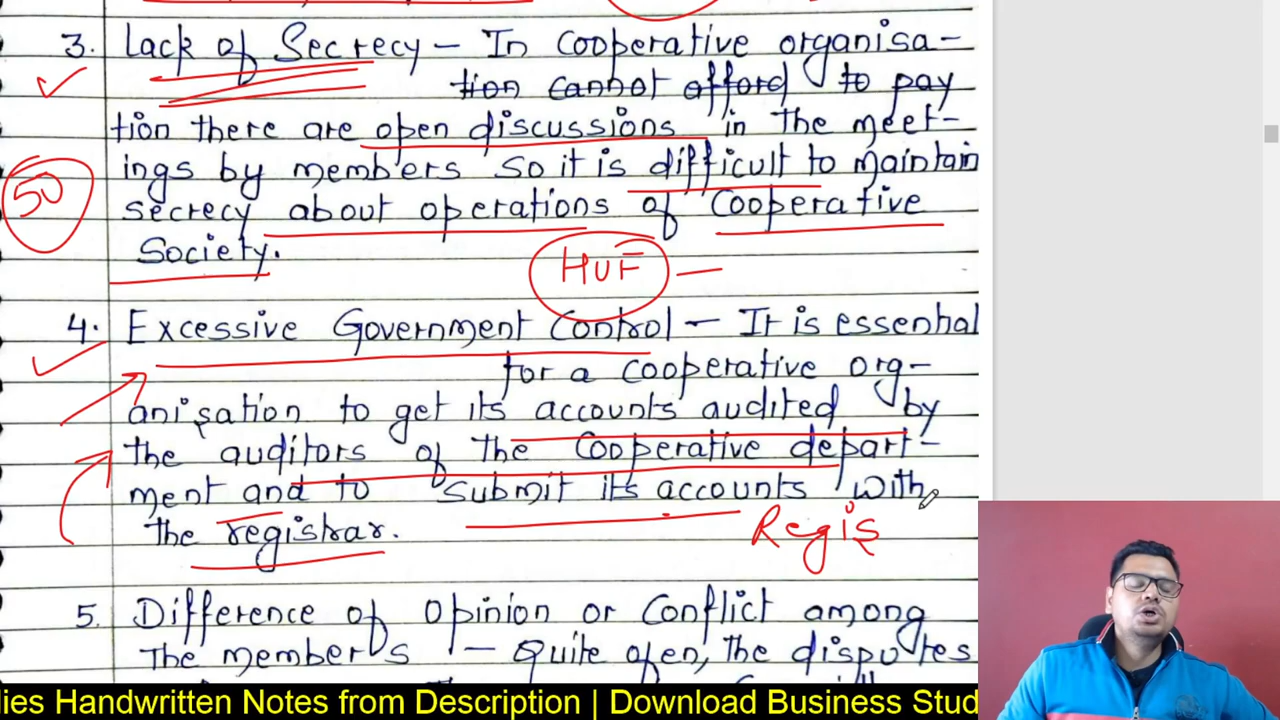 3. Lack of Secrecy - In Cooperative organisa-
tion cannot afford to pay
tion there are open discussions in the meet-
ings by members so it is difficult to maintain
50
secrecy about operations of Cooperative
Society.
HUF -
4. Excessive Government Control - It is essential
for a cooperative org-
anisation to get its accounts audited by
the auditors of the Cooperative depart-
ment and to submit its accounts with
the registrar.
Regis
5. Difference of Opinion or Conflict among
The members - Quite ofen, the disputes
lies Handwritten Notes from Description | Download Business Stud